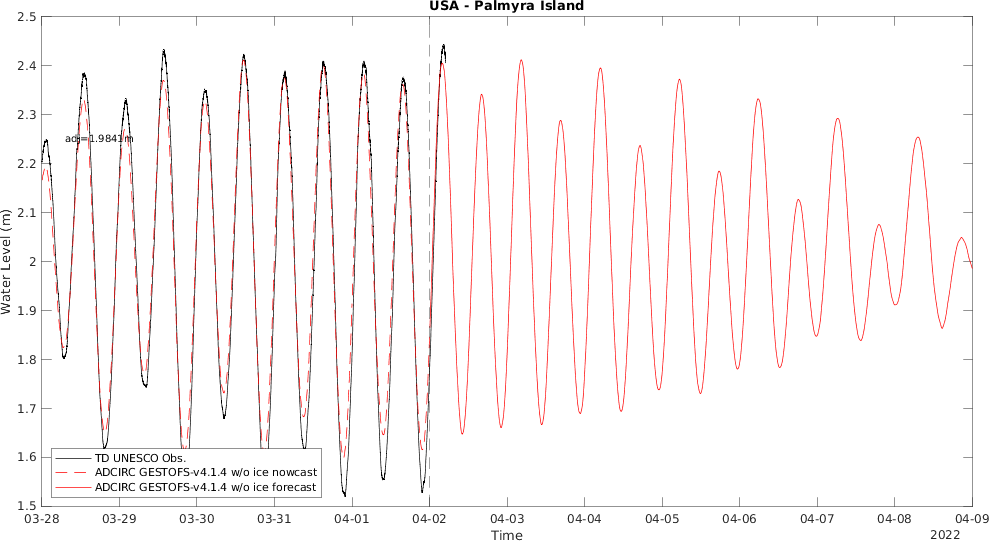 USA - Palmyra Island
2.5
2.4
2.3
adj=1.9841m
2.2
2.1
Water Level (m)
2
1.9
1.8
1.7
1.6
1.5
TD UNESCO Obs.
ADCIRC GESTOFS-v4.1.4 w/o ice nowcast
ADCIRC GESTOFS-v4.1.4 w/o ice forecast
03-28 03-29 03-30 03-31 04-01 04-02 04-03 04-04 04-05 04-06 04-07 04-08 04-09
Time
2022